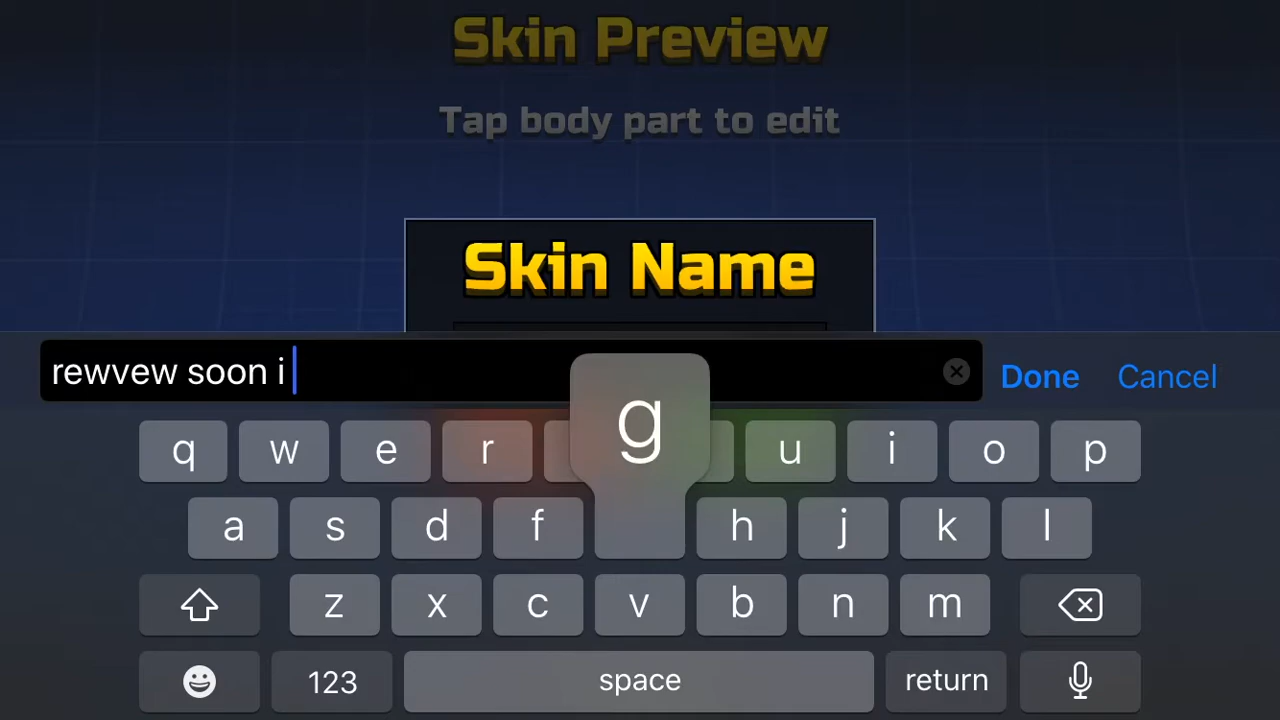 Skin Preview
Tap body part to edit
Skin Name
rewvew soon i
Done
Cancel
g
q w e r u i o p
a s d f h j k l
z x c v b n m
123 space return